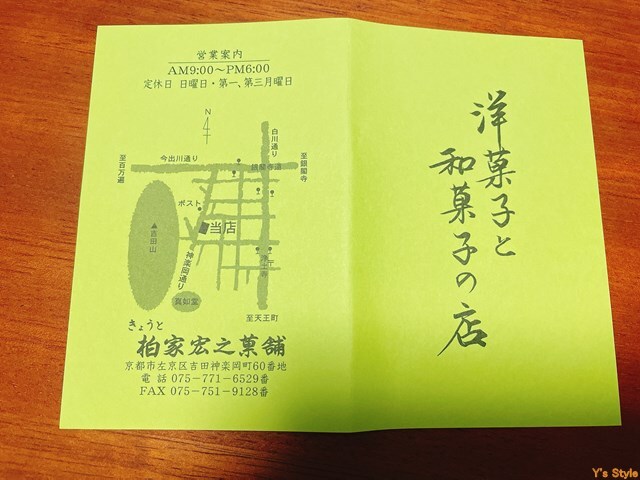 営業案内
AM9:00〜PM6:00
定休日 日曜日・第一、第三月曜日
N
白川通り
今出川通り
至百万遍
銀閣寺道
至銀閣寺
ポスト
当店
▲吉田山
神楽岡通り
浄土寺
真如堂
至天王町
きょうと
柏家宏之菓舗
京都市左京区吉田神楽岡町60番地
電話 075-771-6529番
FAX 075-751-9128番
洋菓子と
和菓子の店
Y's Style